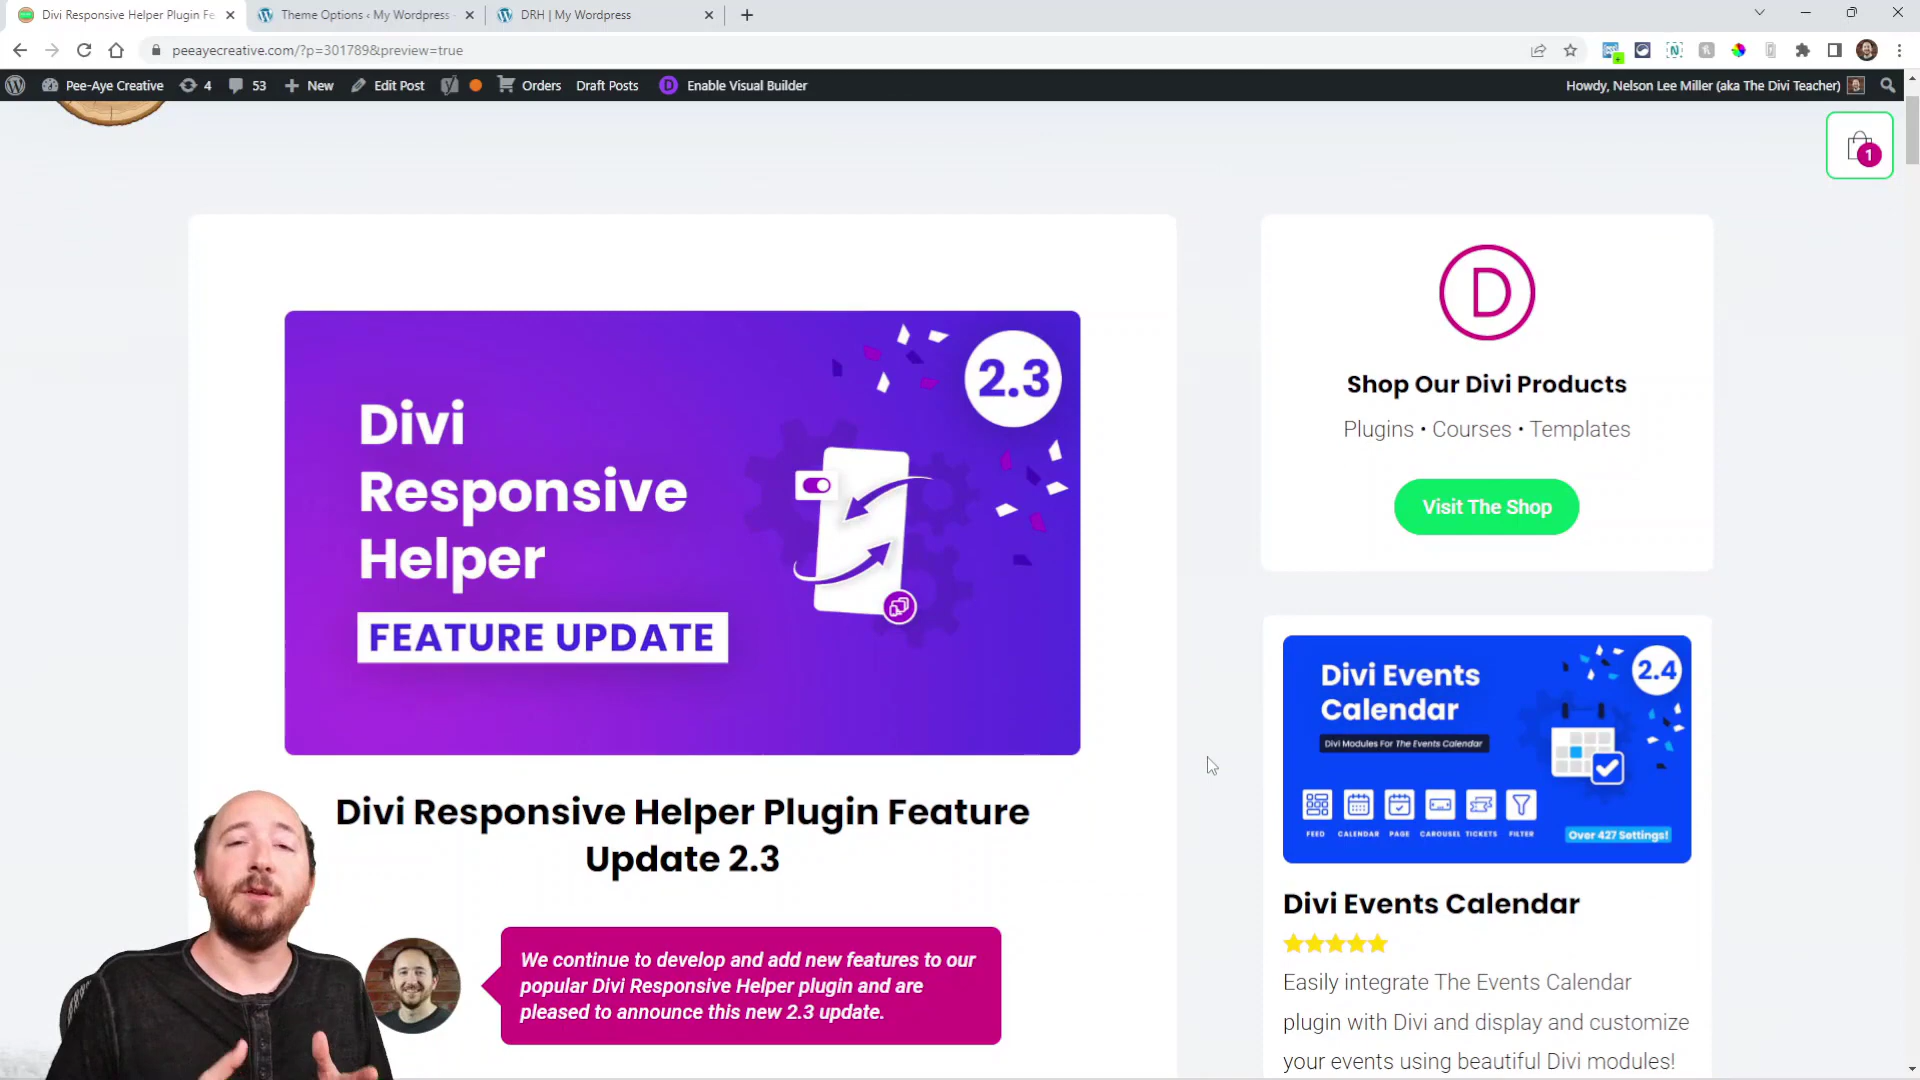 Divi Responsive Helper Plugin Fe
Theme Options ‹ My Wordpress -
DRH | My Wordpress
peeayecreative.com/?p=301789&preview=true
Pee-Aye Creative
4
53
New
Edit Post
Orders
Draft Posts
Enable Visual Builder
Howdy, Nelson Lee Miller (aka The Divi Teacher)
1
Divi
Responsive
Helper
FEATURE UPDATE
2.3
Divi Responsive Helper Plugin Feature
Update 2.3
We continue to develop and add new features to our
popular Divi Responsive Helper plugin and are
pleased to announce this new 2.3 update.
D
Shop Our Divi Products
Plugins • Courses • Templates
Visit The Shop
Divi Events
Calendar
2.4
Divi Modules For The Events Calendar
FEED CALENDAR PAGE CAROUSEL TICKETS FILTER
Over 427 Settings!
Divi Events Calendar
Easily integrate The Events Calendar
plugin with Divi and display and customize
your events using beautiful Divi modules!